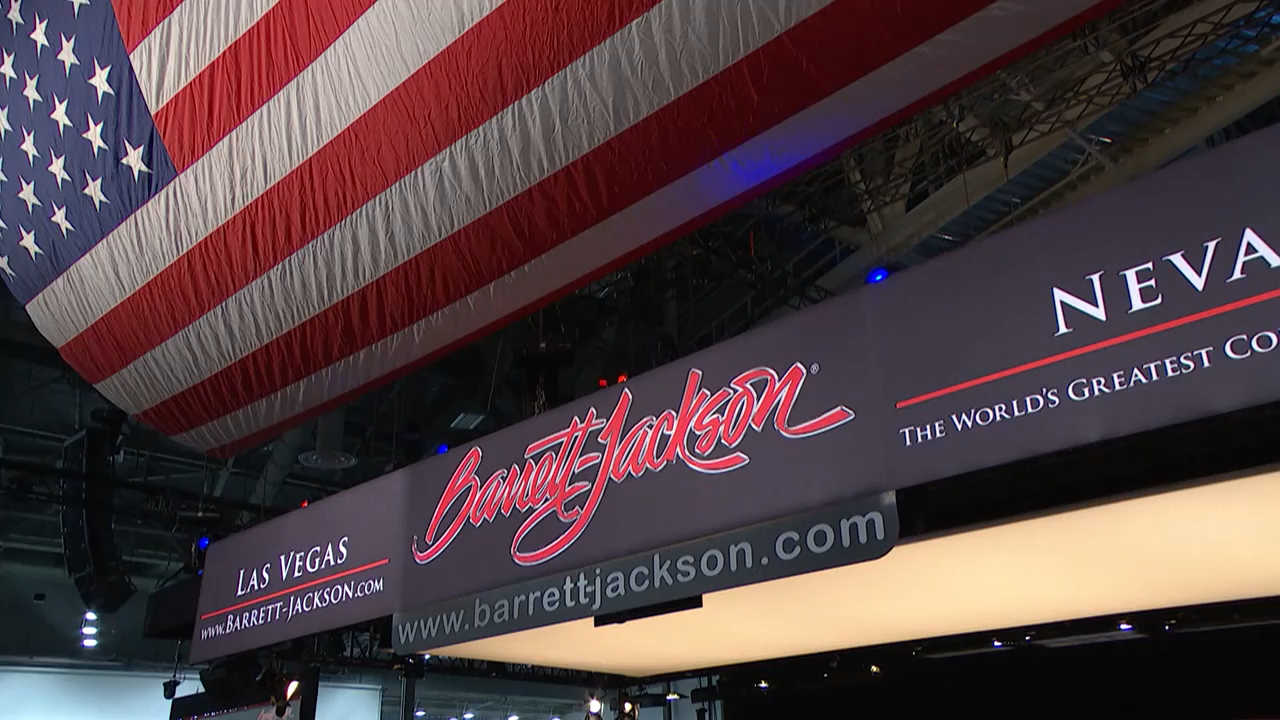 LAS VEGAS
www.BARRETT-JACKSON.COM
Barrett-Jackson®
www.barrettjackson.com
NEVA
THE WORLD'S GREATEST CO